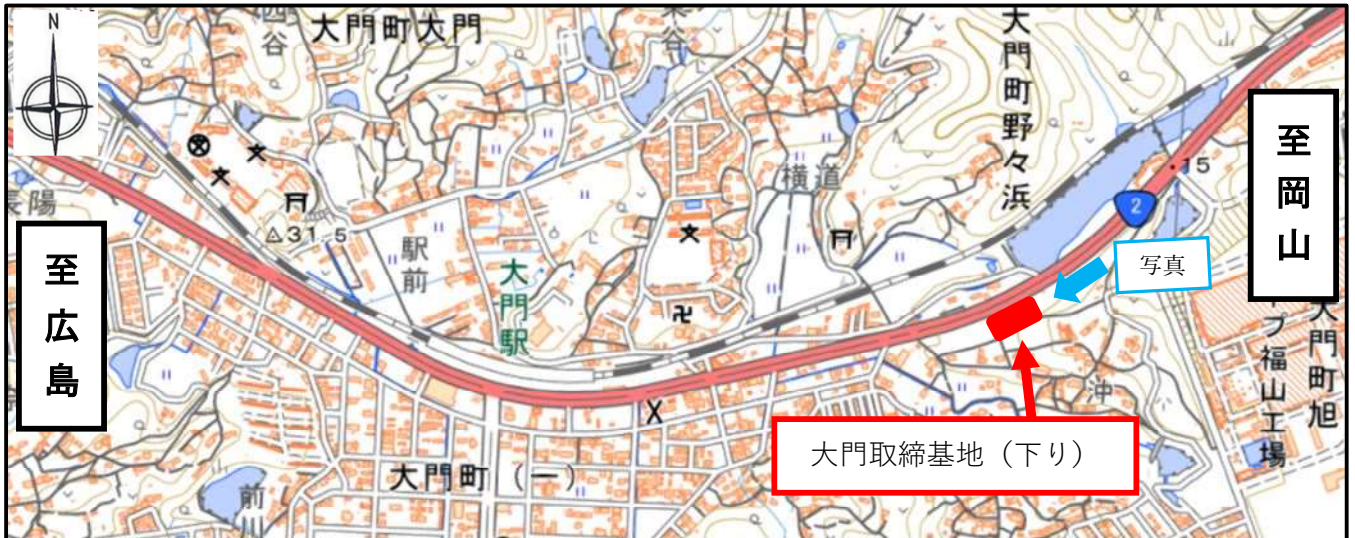 N
四谷
大門町大門
大門町野々浜
至岡山
15
横道
2
長陽
31.5
駅前
大門駅
写真
至広島
沖
大門町旭
プ福山工場
大門取締基地（下り）
大門町（一）
前川